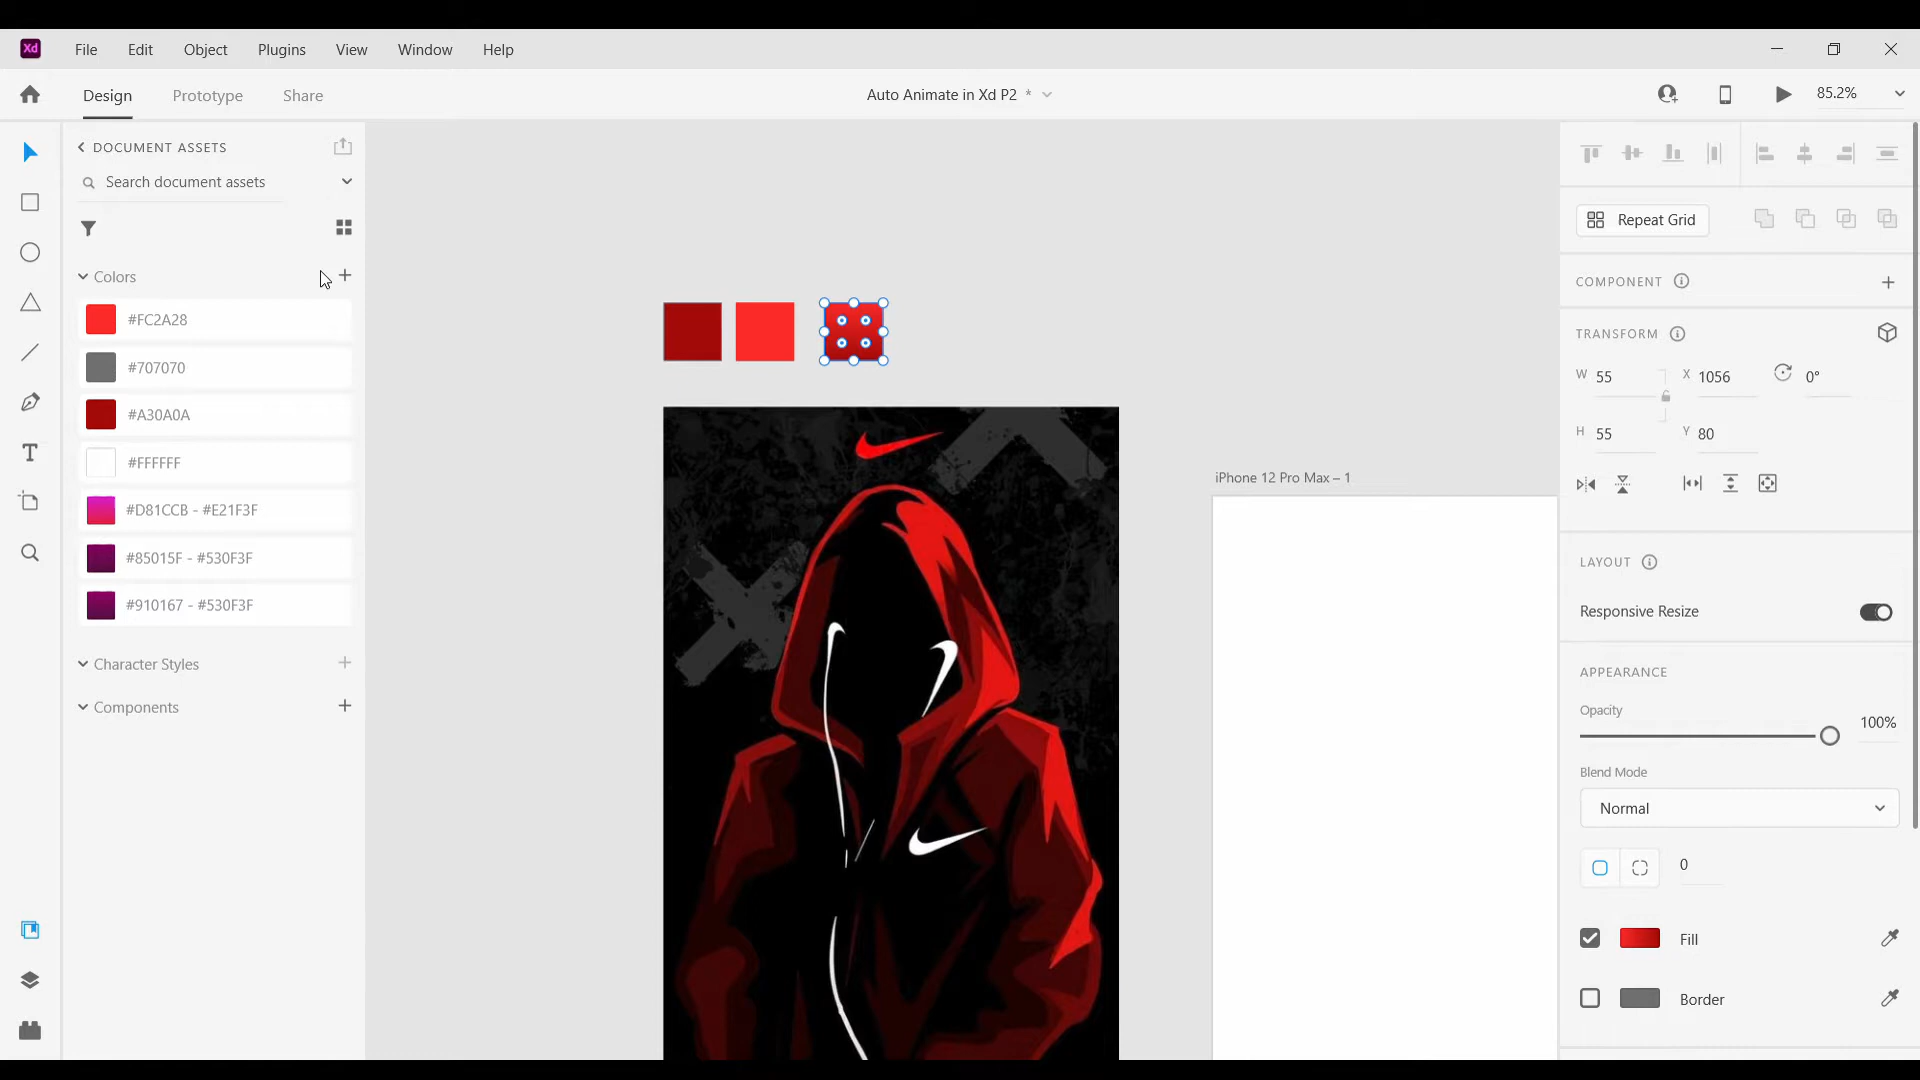 Xd
File Edit Object Plugins View Window Help
Design Prototype Share
Auto Animate in Xd P2 *
85.2%
DOCUMENT ASSETS
Search document assets
Colors
#FC2A28
#707070
#A30A0A
#FFFFFF
#D81CCB - #E21F3F
#85015F - #530F3F
#910167 - #530F3F
Character Styles
Components
iPhone 12 Pro Max – 1
Repeat Grid
COMPONENT
TRANSFORM
W 55 X 1056 0°
H 55 Y 80
LAYOUT
Responsive Resize
APPEARANCE
Opacity
100%
Blend Mode
Normal
0
Fill
Border